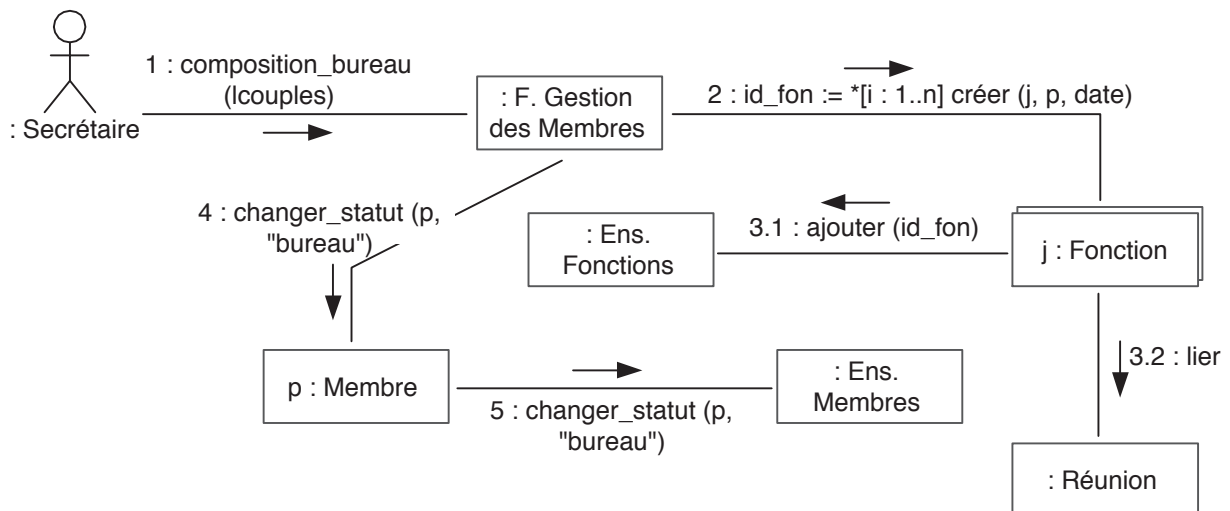 1 : composition_bureau
(lcouples)
: Secrétaire
: F. Gestion
des Membres
2 : id_fon := *[i : 1..n] créer (j, p, date)
4 : changer_statut (p,
"bureau")
: Ens.
Fonctions
3.1 : ajouter (id_fon)
j : Fonction
p : Membre
5 : changer_statut (p,
"bureau")
: Ens.
Membres
3.2 : lier
: Réunion